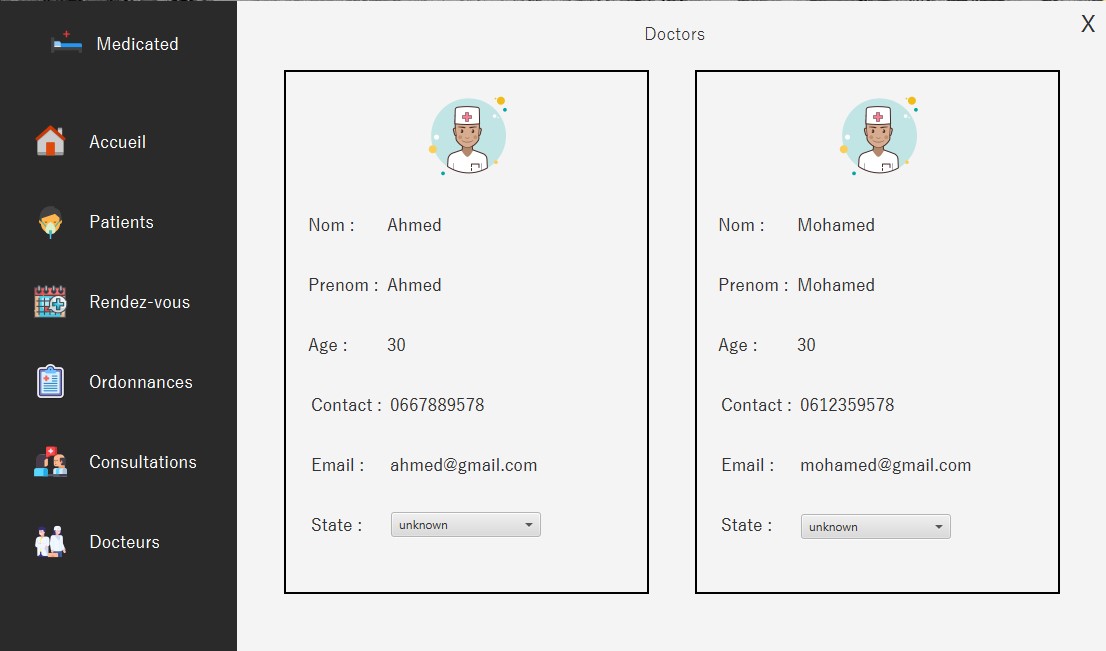 Medicated
Accueil
Patients
Rendez-vous
Ordonnances
Consultations
Docteurs
Doctors
X
Nom : Ahmed
Prenom : Ahmed
Age : 30
Contact : 0667889578
Email : ahmed@gmail.com
State : unknown
Nom : Mohamed
Prenom : Mohamed
Age : 30
Contact : 0612359578
Email : mohamed@gmail.com
State : unknown